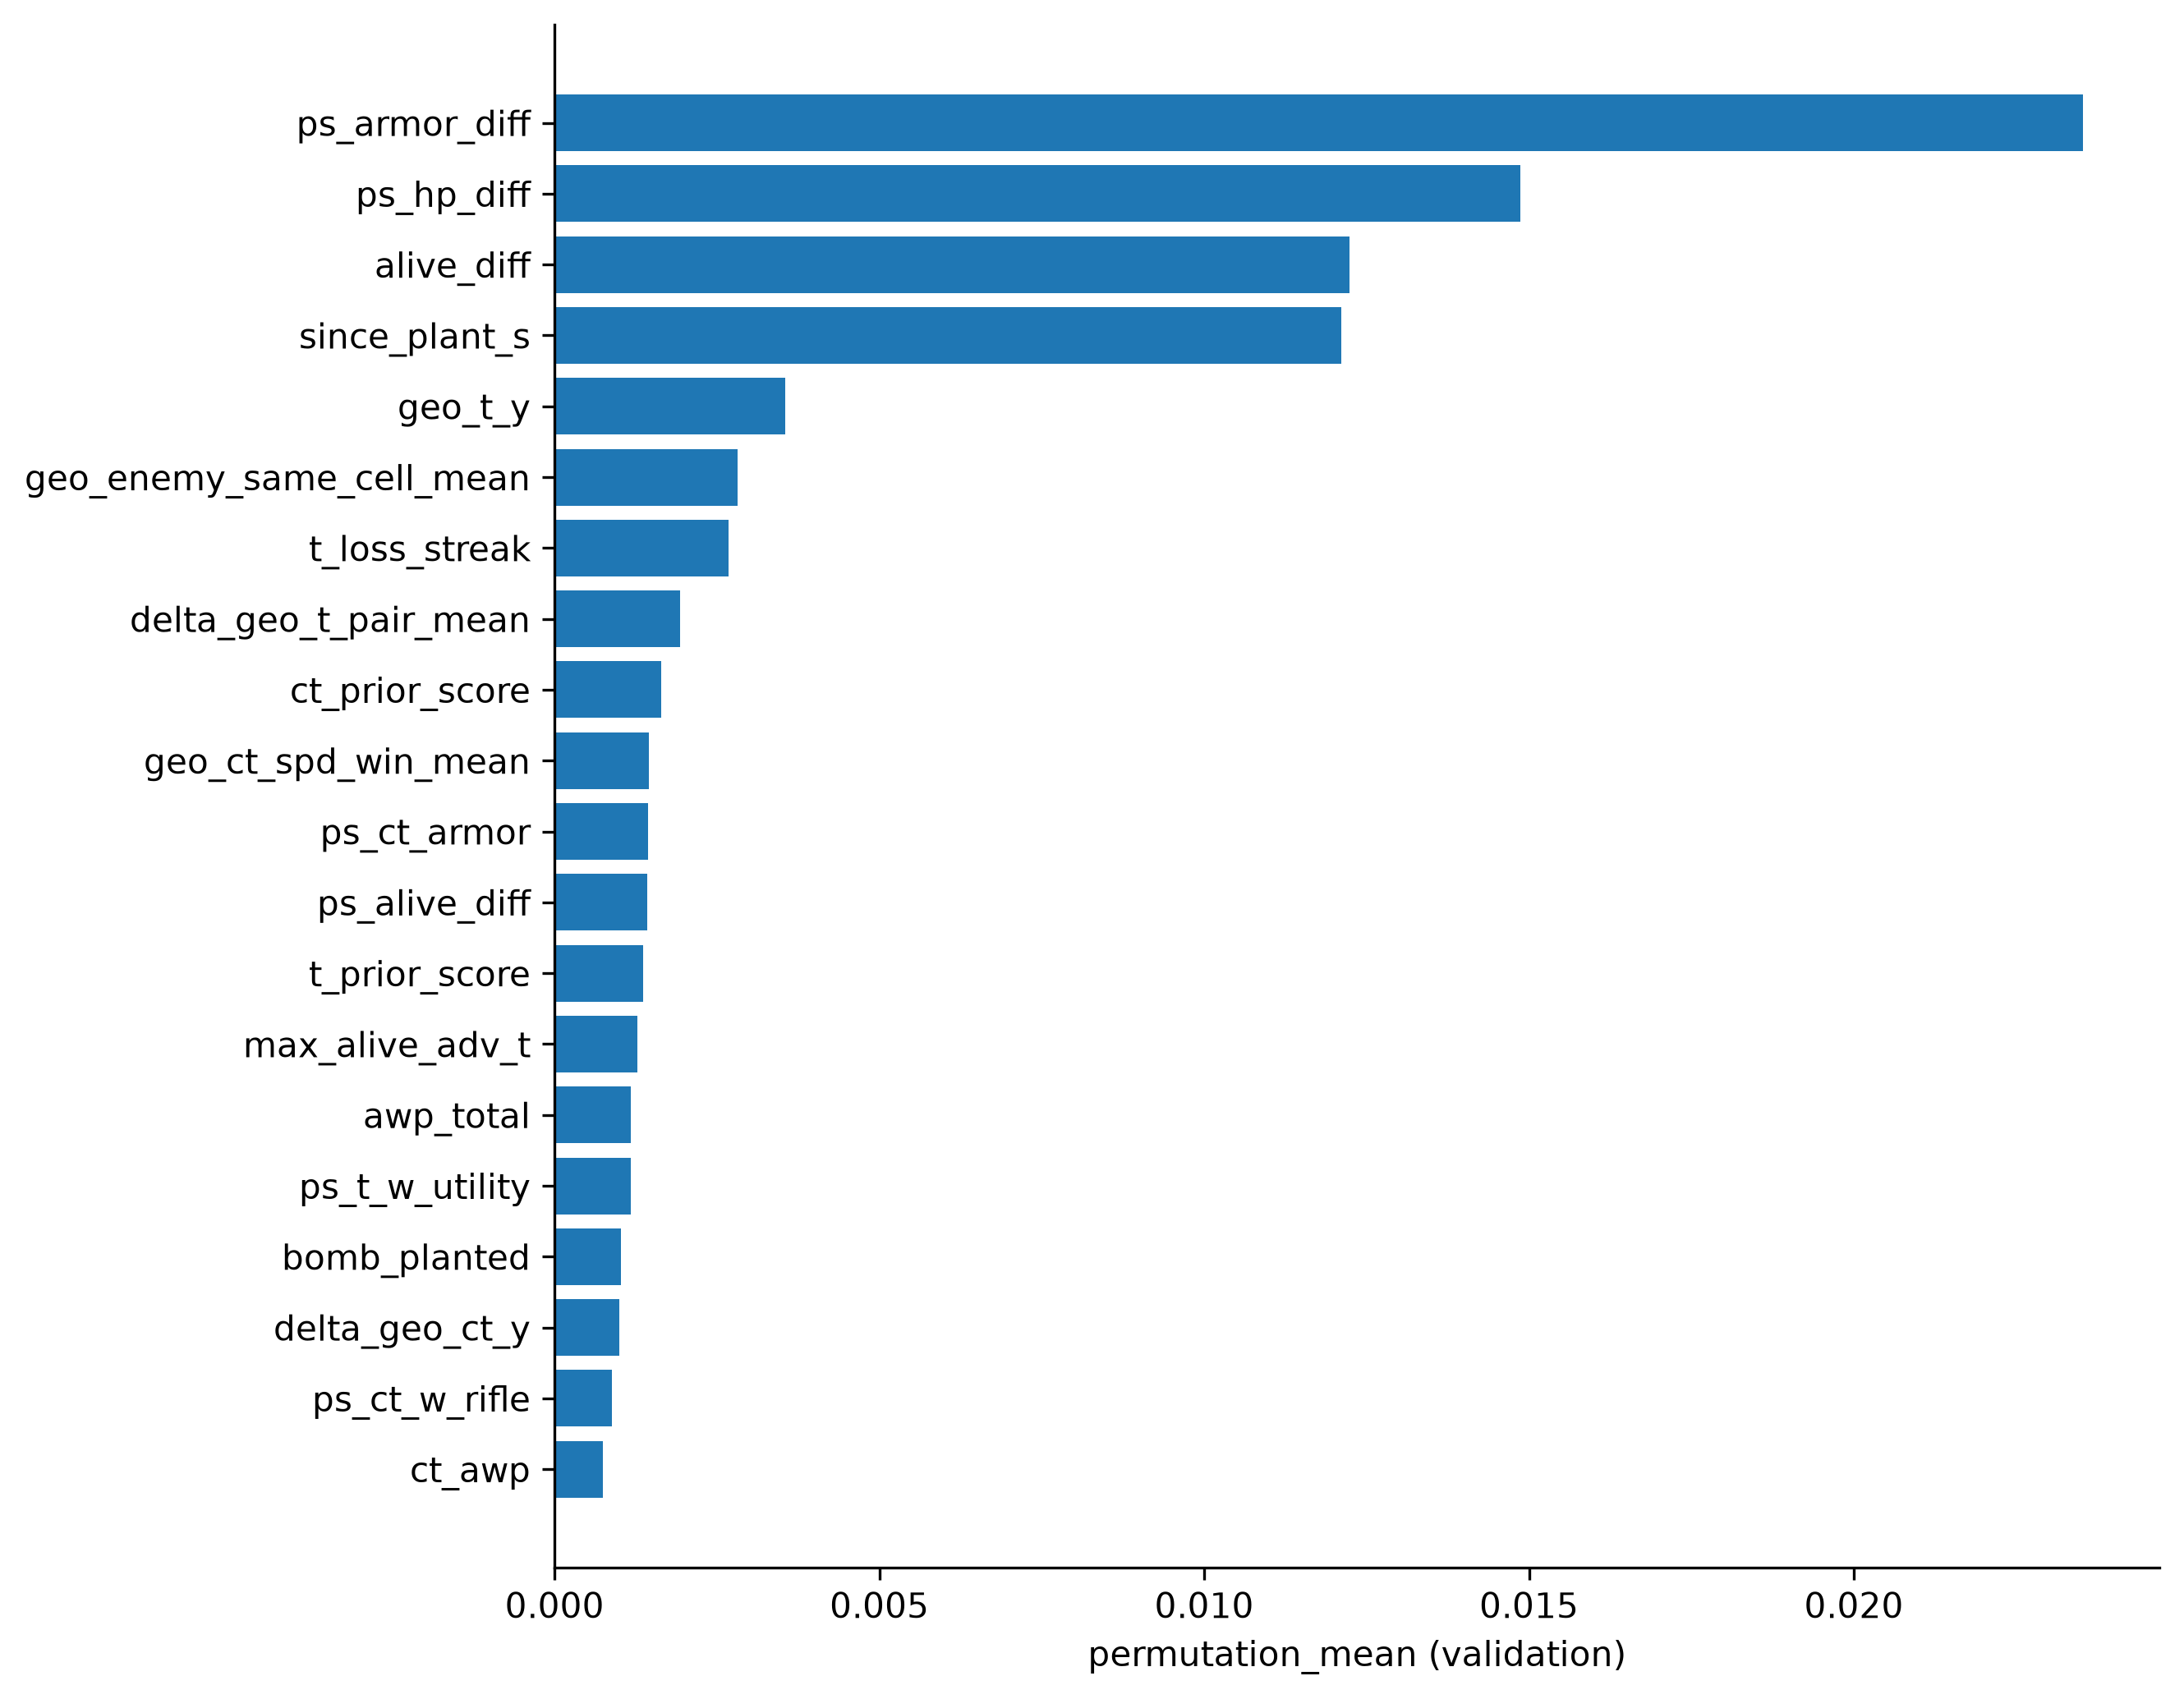 ps_armor_diff
ps_hp_diff
alive_diff
since_plant_s
geo_t_y
geo_enemy_same_cell_mean
t_loss_streak
delta_geo_t_pair_mean
ct_prior_score
geo_ct_spd_win_mean
ps_ct_armor
ps_alive_diff
t_prior_score
max_alive_adv_t
awp_total
ps_t_w_utility
bomb_planted
delta_geo_ct_y
ps_ct_w_rifle
ct_awp
0.000 0.005 0.010 0.015 0.020
permutation_mean (validation)